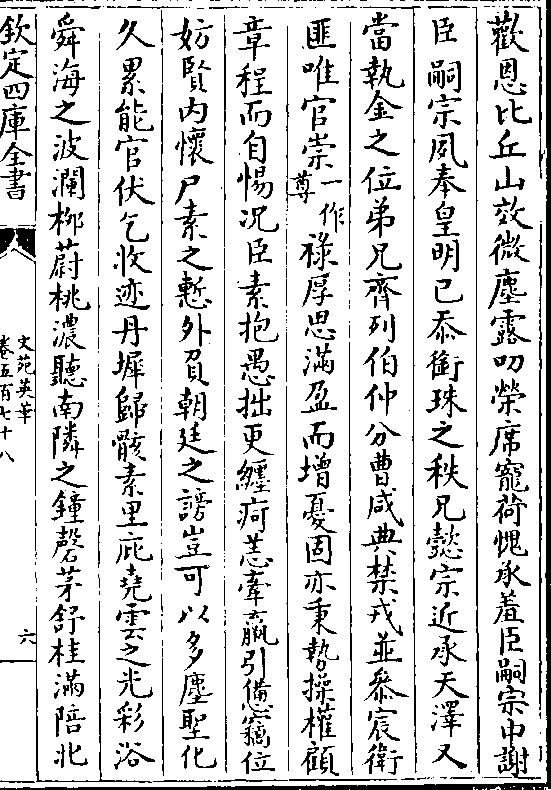 歡恩比丘山效微塵露叨榮席寵荷愧承羞臣嗣宗中謝
臣嗣宗夙奉皇明已忝銜珠之秩兄懿宗近承天澤又
當執金之位弟兄齊列伯仲分曹咸典禁戎並叅宸衛
匪唯官崇一作尊祿厚思滿盈而增憂固亦秉勢操權顧
章程而自惕况臣素抱愚拙更纒疴恙牽羸引憊竊位
妨賢内懷尸素之慙外負朝廷之謗豈可以多塵聖化
久累能官伏乞收迹丹墀歸骸素里庇堯雲之光彩浴
舜海之波瀾栁蔚桃濃聽南隣之鐘磬茅舒桂滿陪北
欽定四庫全書
文苑英華
卷五百七十八
六